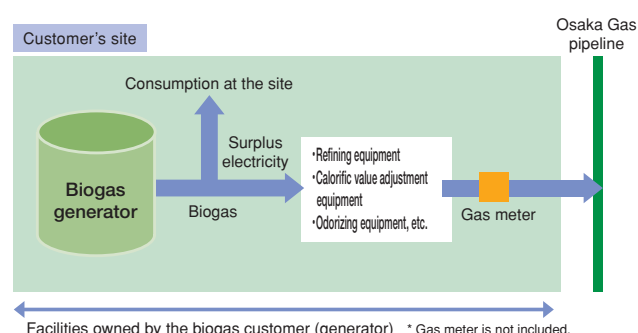 Osaka Gas
pipeline
Customer's site
Consumption at the site
Surplus
electricity
Biogas
generator
Biogas
・Refining equipment
・Calorific value adjustment
equipment
・Odorizing equipment, etc.
Gas meter
Facilities owned by the biogas customer (generator) * Gas meter is not included.